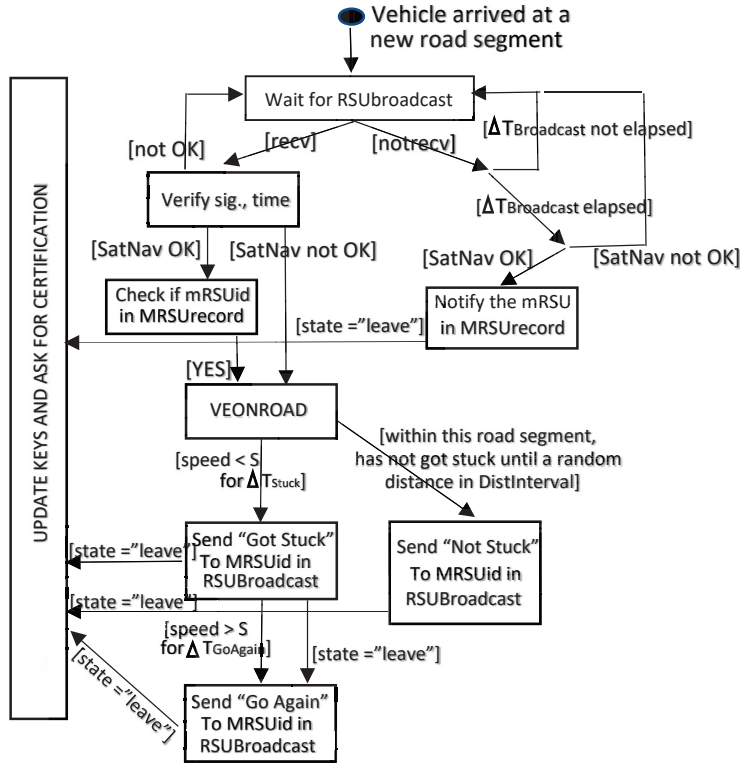 Vehicle arrived at a
new road segment
Wait for RSUbroadcast
[ΔTBroadcast not elapsed]
[not OK]
[recv]
[notrecv]
Verify sig., time
[ΔTBroadcast elapsed]
[SatNav OK]
[SatNav not OK]
[SatNav OK]
[SatNav not OK]
Check if mRSUid
in MRSUrecord
Notify the mRSU
in MRSUrecord
[state =”leave”]
[YES]
VEONROAD
UPDATE KEYS AND ASK FOR CERTIFICATION
[within this road segment,
has not got stuck until a random
distance in DistInterval]
[speed < S
for ΔTStuck]
Send “Got Stuck”
To MRSUid in
RSUBroadcast
Send “Not Stuck”
To MRSUid in
RSUBroadcast
[state =”leave”]
[state =”leave”]
[speed > S
for Δ TGoAgain]
[state =”leave”]
[state =”leave”]
Send “Go Again”
To MRSUid in
RSUBroadcast